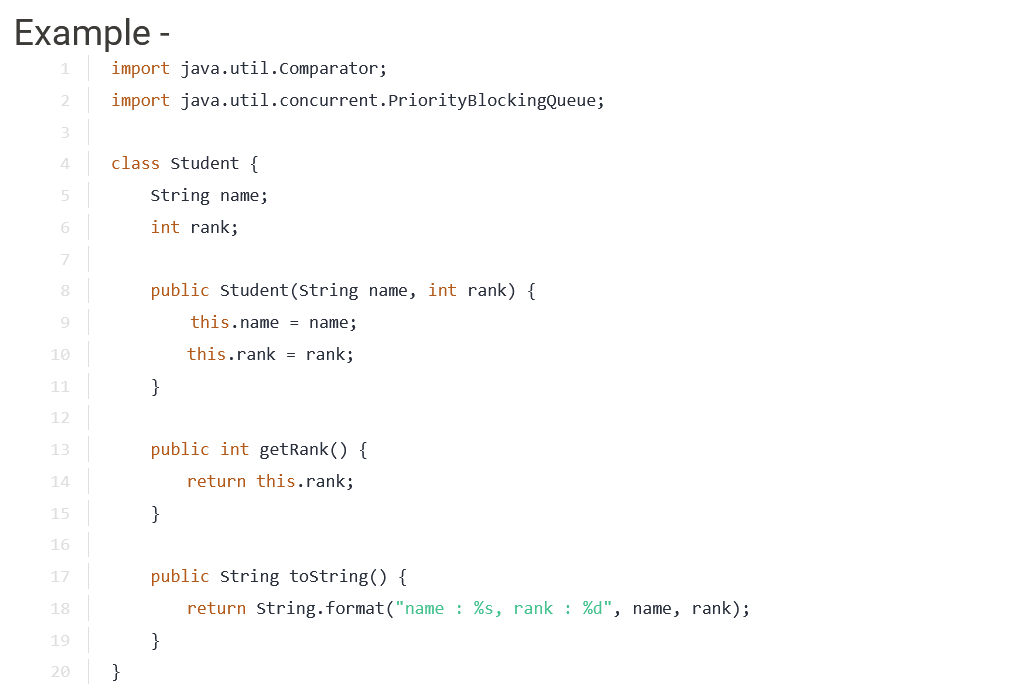 Example -
1 import java.util.Comparator;
2 import java.util.concurrent.PriorityBlockingQueue;
3
4 class Student {
5     String name;
6     int rank;
7
8     public Student(String name, int rank) {
9         this.name = name;
10         this.rank = rank;
11     }
12
13     public int getRank() {
14         return this.rank;
15     }
16
17     public String toString() {
18         return String.format("name : %s, rank : %d", name, rank);
19     }
20 }